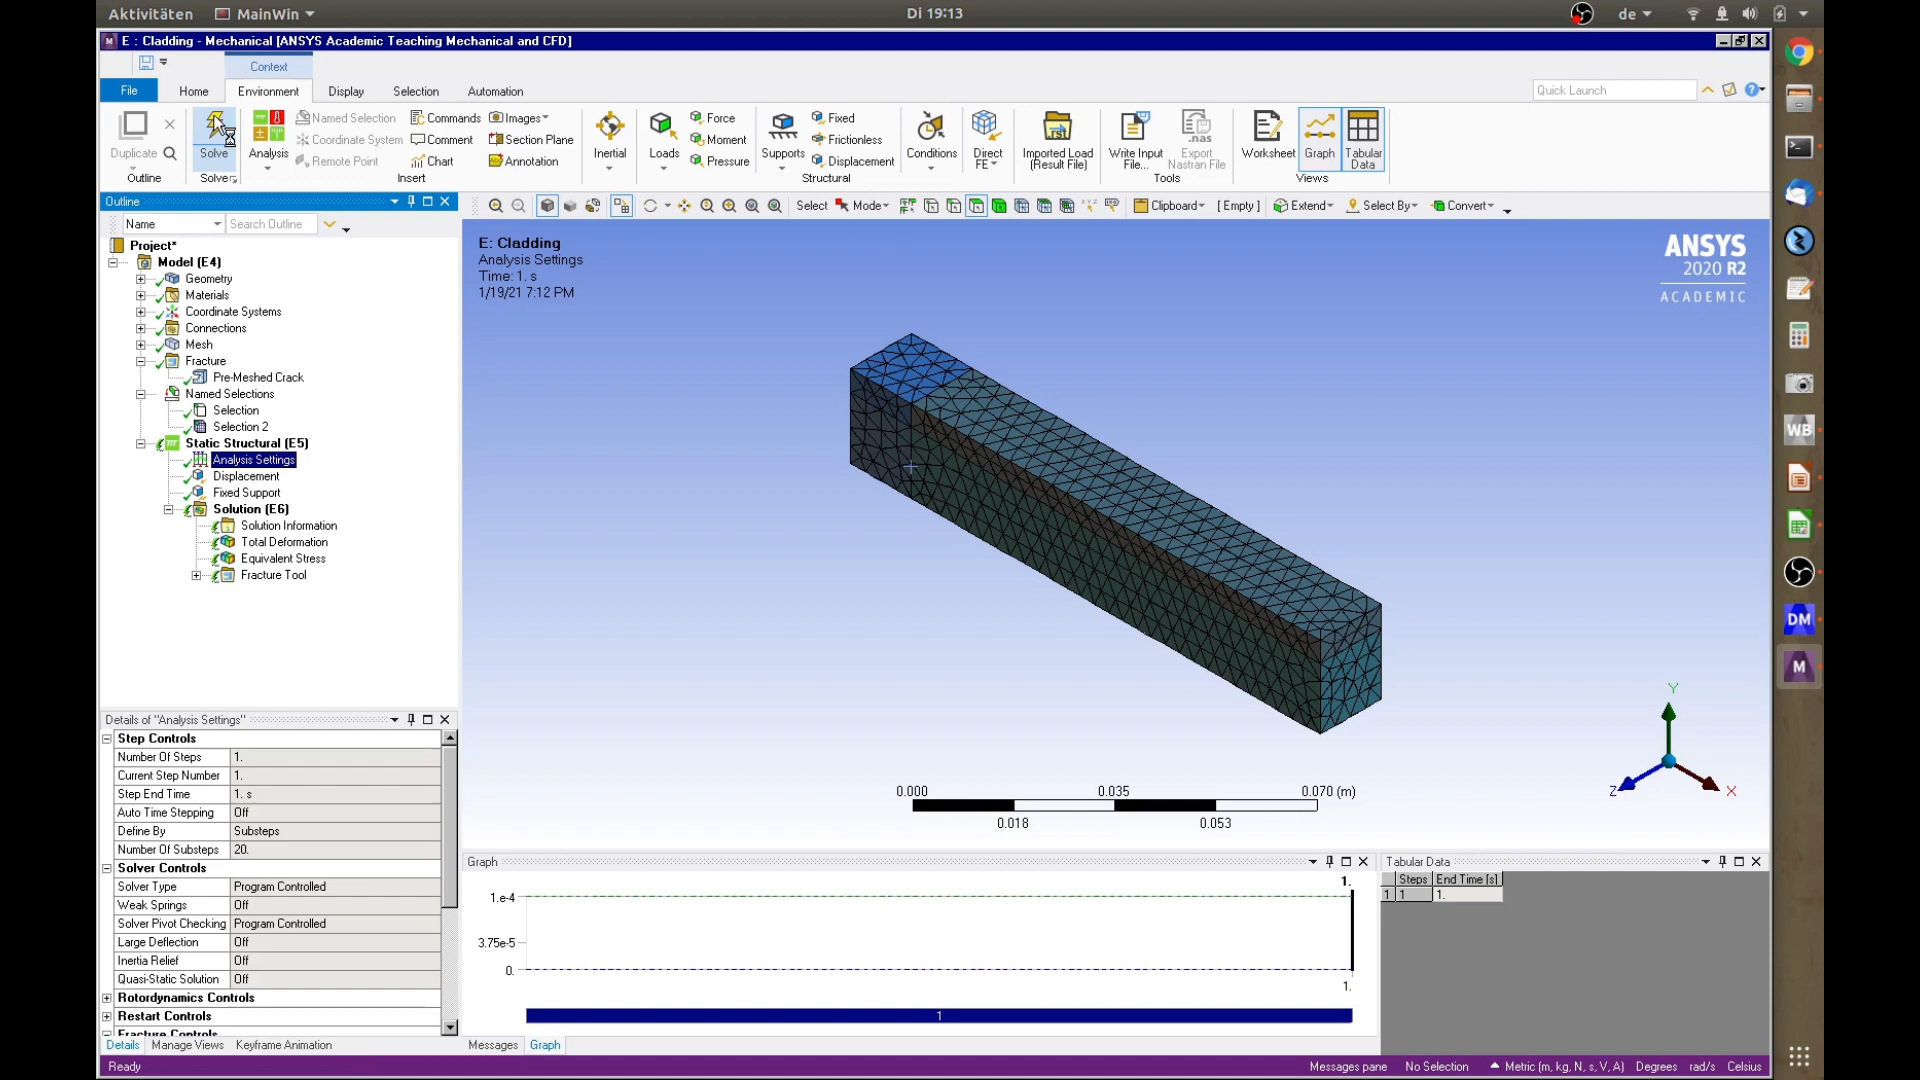 Aktivitäten
MainWin
Di 19:13
de
E : Cladding - Mechanical [ANSYS Academic Teaching Mechanical and CFD]
Context
File
Home
Environment
Display
Selection
Automation
Quick Launch
Duplicate
Outline
Solve
Solver
Analysis
Named Selection
Coordinate System
Remote Point
Commands
Comment
Chart
Images
Section Plane
Annotation
Insert
Inertial
Loads
Force
Moment
Pressure
Supports
Fixed
Frictionless
Displacement
Structural
Conditions
Direct FE
Imported Load (Result File)
Write Input File...
Export Nastran File
Tools
Worksheet
Graph
Tabular Data
Views
Outline
Name
Search Outline
Select
Mode
Clipboard
[ Empty ]
Extend
Select By
Convert
Project*
Model (E4)
Geometry
Materials
Coordinate Systems
Connections
Mesh
Fracture
Pre-Meshed Crack
Named Selections
Selection
Selection 2
Static Structural (E5)
Analysis Settings
Displacement
Fixed Support
Solution (E6)
Solution Information
Total Deformation
Equivalent Stress
Fracture Tool
E: Cladding
Analysis Settings
Time: 1. s
1/19/21 7:12 PM
ANSYS
2020 R2
ACADEMIC
Y
Z
X
0.000
0.035
0.070 (m)
0.018
0.053
Details of "Analysis Settings"
Step Controls
Number Of Steps 1.
Current Step Number 1.
Step End Time 1. s
Auto Time Stepping Off
Define By Substeps
Number Of Substeps 20.
Solver Controls
Solver Type Program Controlled
Weak Springs Off
Solver Pivot Checking Program Controlled
Large Deflection Off
Inertia Relief Off
Quasi-Static Solution Off
Rotordynamics Controls
Restart Controls
Fracture Controls
Details
Manage Views
Keyframe Animation
Graph
1.
1.e-4
3.75e-5
0.
1.
1
Messages
Graph
Tabular Data
Steps
End Time [s]
1
1
1.
Ready
Messages pane
No Selection
Metric (m, kg, N, s, V, A)
Degrees
rad/s
Celsius
WB
DM
M